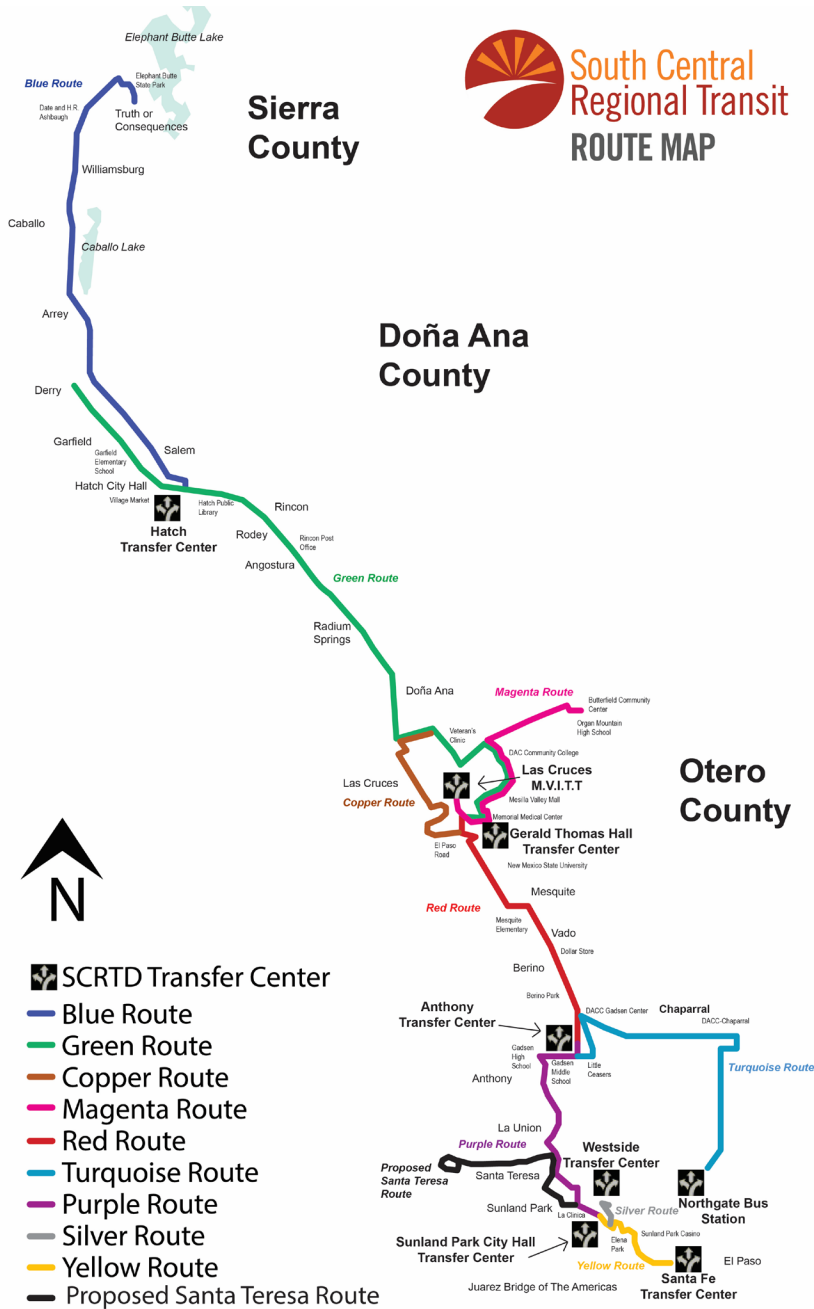 Elephant Butte Lake
South Central
Regional Transit
ROUTE MAP
Blue Route
Elephant Butte
State Park
Date and H.R.
Ashbaugh
Truth or
Consequences
Sierra
County
Williamsburg
Caballo
Caballo Lake
Arrey
Doña Ana
County
Derry
Garfield
Garfield
Elementary
School
Salem
Hatch City Hall
Village Market
Hatch Public
Library
Hatch
Transfer Center
Rincon
Rodey
Rincon Post
Office
Angostura
Green Route
Radium
Springs
Doña Ana
Magenta Route
Butterfield Community
Center
Organ Mountain
High School
Veteran's
Clinic
DAC Community College
Las Cruces
M.V.I.T.T
Las Cruces
Copper Route
Mesilla Valley Mall
Memorial Medical Center
Gerald Thomas Hall
Transfer Center
El Paso
Road
New Mexico State University
Otero
County
N
Mesquite
Red Route
Mesquite
Elementary
Vado
Dollar Store
Berino
Berino Park
Anthony
Transfer Center
DACC Gadsen Center
Chaparral
DACC-Chaparral
Gadsen
High
School
Gadsen
Middle
School
Little
Ceasers
Turquoise Route
Anthony
La Union
Purple Route
Westside
Transfer Center
Proposed
Santa Teresa
Route
Santa Teresa
Sunland Park
La Clinica
Silver Route
Northgate Bus
Station
Sunland Park City Hall
Transfer Center
Elena
Park
Sunland Park Casino
Yellow Route
Santa Fe
Transfer Center
El Paso
Juarez Bridge of The Americas
SCRTD Transfer Center
Blue Route
Green Route
Copper Route
Magenta Route
Red Route
Turquoise Route
Purple Route
Silver Route
Yellow Route
Proposed Santa Teresa Route